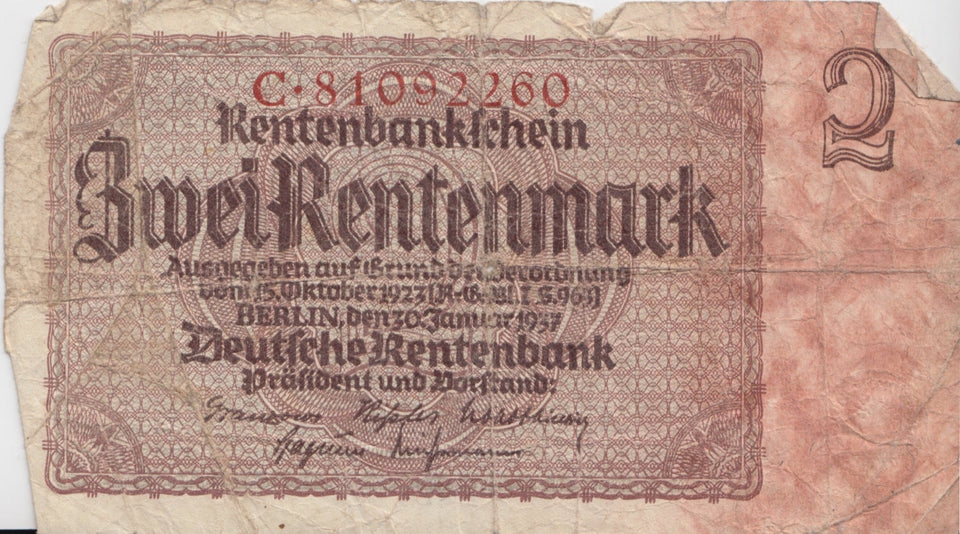 C·81092260
2
Rentenbankschein
Zwei Rentenmark
Ausgegeben auf Grund der Verordnung
vom 15. Oktober 1923 (R-G-Bl. I S. 963)
BERLIN, den 30. Januar 1937
Deutsche Rentenbank
Präsident und Vorstand: